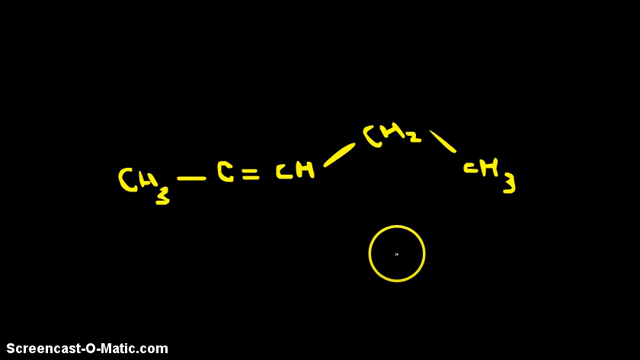 CH3 — C = CH / CH2 \ CH3
Screencast-O-Matic.com